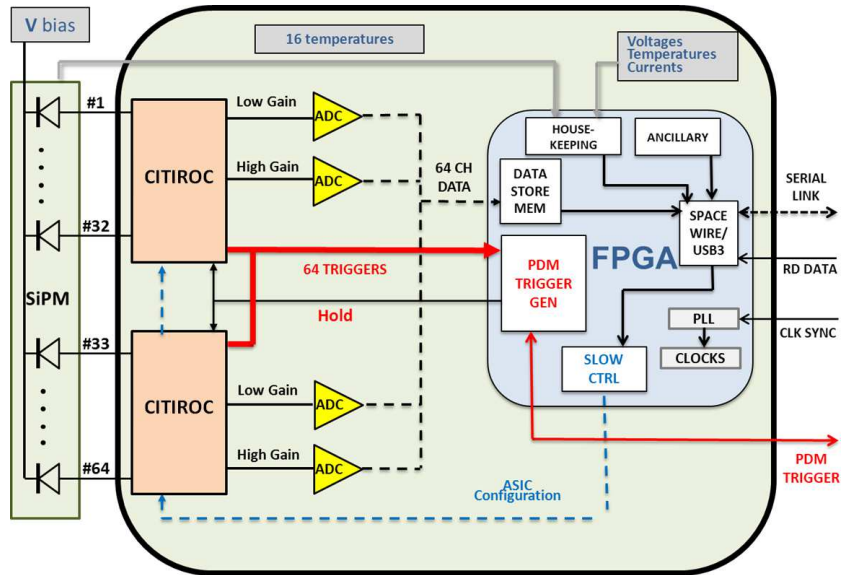 V bias
16 temperatures
Voltages
Temperatures
Currents
#1
Low Gain
ADC
CITIROC
High Gain
ADC
#32
64 CH
DATA
HOUSE-
KEEPING
ANCILLARY
DATA
STORE
MEM
SPACE
WIRE/
USB3
SERIAL
LINK
FPGA
PDM
TRIGGER
GEN
RD DATA
64 TRIGGERS
SiPM
Hold
PLL
CLK SYNC
CLOCKS
SLOW
CTRL
#33
CITIROC
Low Gain
ADC
High Gain
ADC
#64
PDM
TRIGGER
ASIC
Configuration